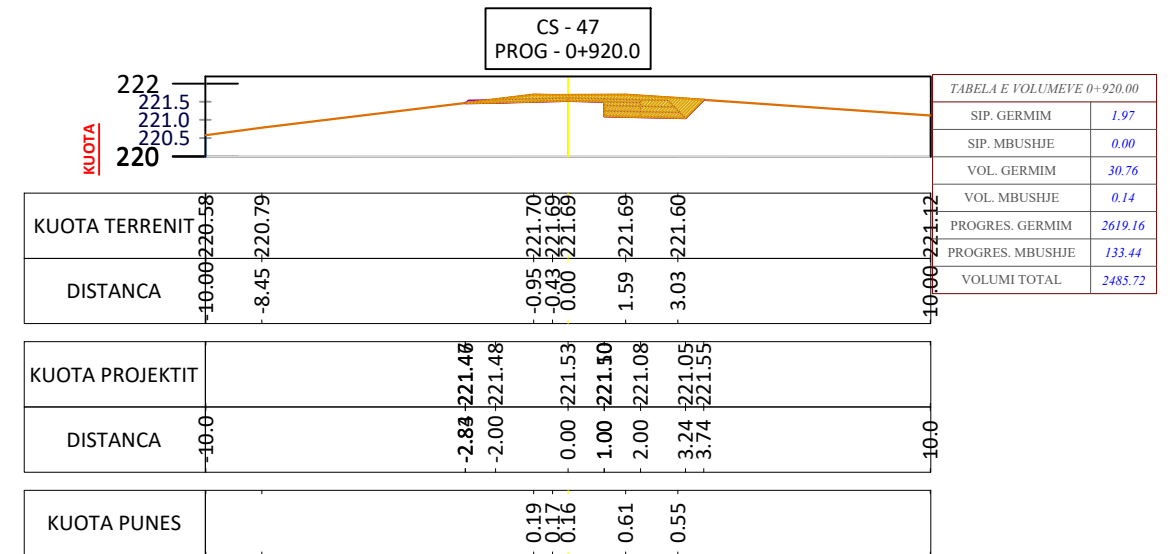 CS - 47
PROG - 0+920.0
222
221.5
221.0
220.5
220
KUOTA
TABELA E VOLUMEVE 0+920.00
SIP. GERMIM 1.97
SIP. MBUSHJE 0.00
VOL. GERMIM 30.76
VOL. MBUSHJE 0.14
PROGRES. GERMIM 2619.16
PROGRES. MBUSHJE 133.44
VOLUMI TOTAL 2485.72
KUOTA TERRENIT 220.58 220.79 221.70 221.69 221.69 221.69 221.60 221.12
DISTANCA -10.00 -8.45 -0.95 -0.43 0.00 1.59 3.03 10.00
KUOTA PROJEKTIT 221.48 221.53 221.08 221.05 221.55
DISTANCA -10.0 -2.00 0.00 1.00 2.00 3.24 3.74 10.0
KUOTA PUNES 0.19 0.17 0.16 0.61 0.55